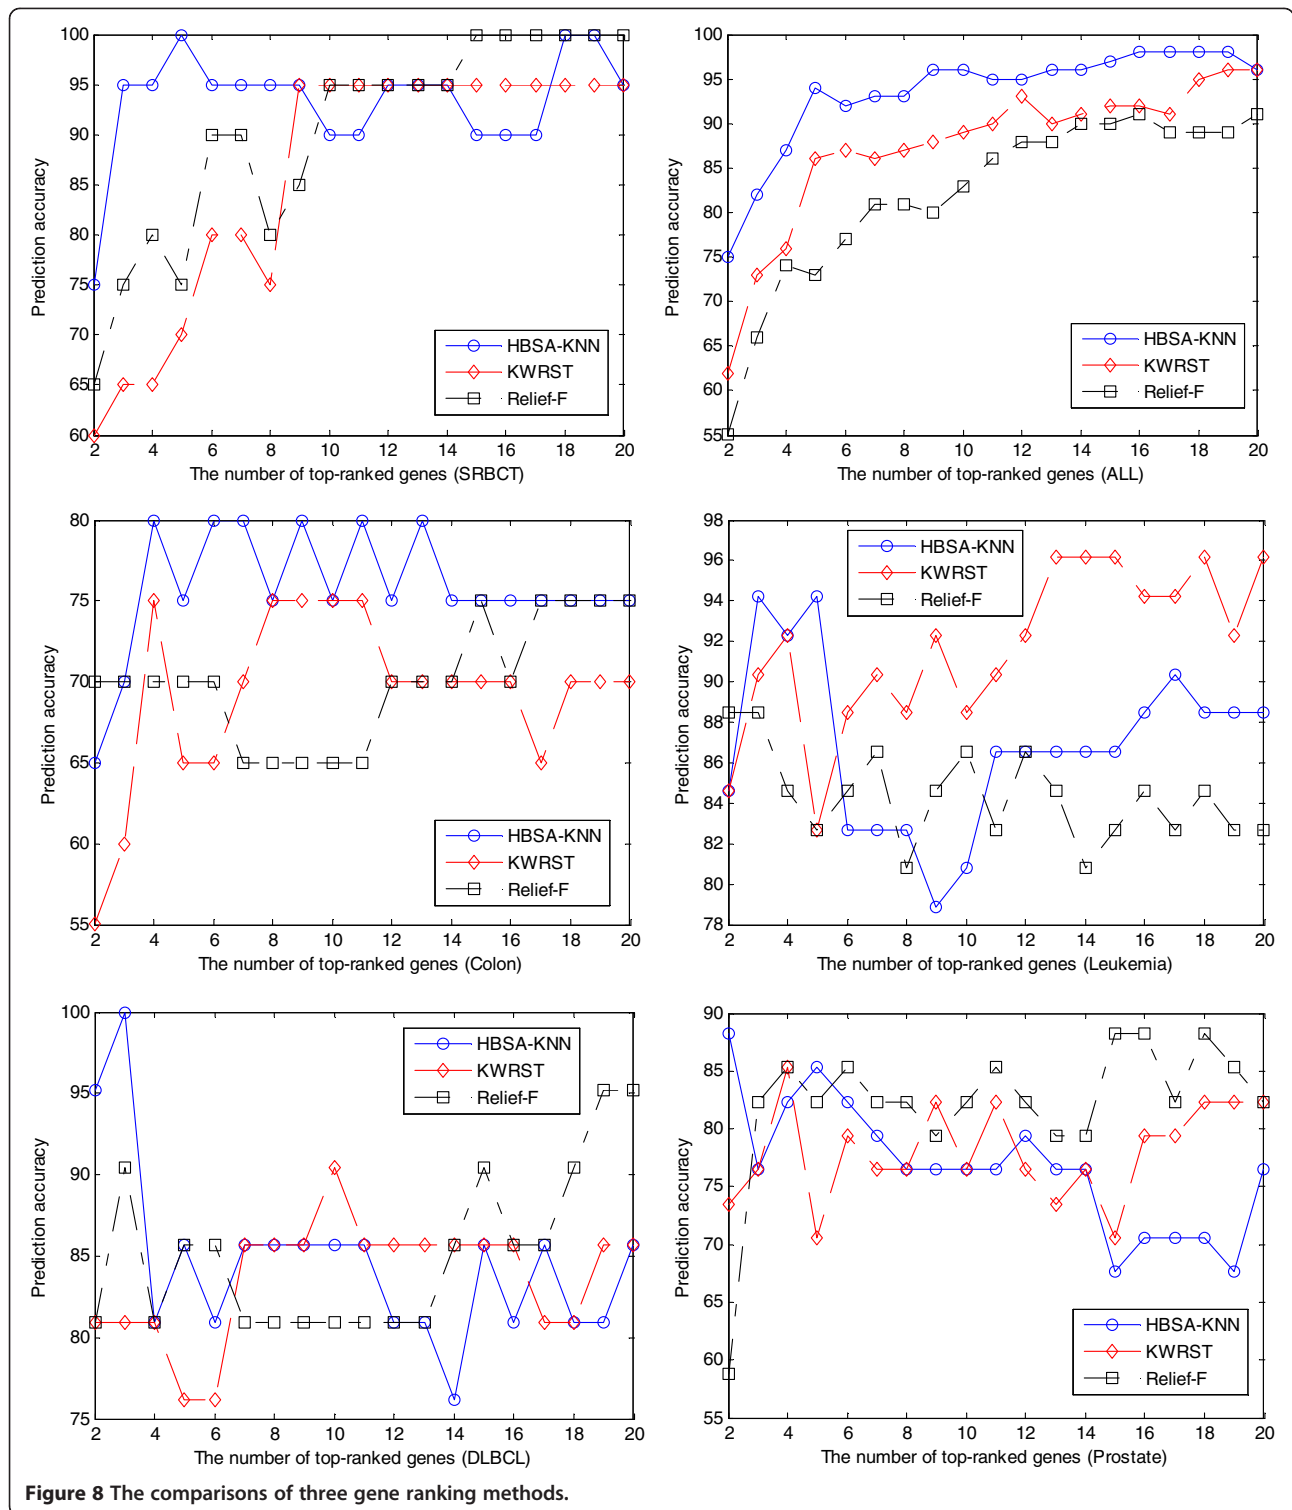 Prediction accuracy
100
95
90
85
80
75
70
65
60
2 4 6 8 10 12 14 16 18 20
The number of top-ranked genes (SRBCT)
HBSA-KNN
KWRST
Relief-F
Prediction accuracy
100
95
90
85
80
75
70
65
60
55
2 4 6 8 10 12 14 16 18 20
The number of top-ranked genes (ALL)
HBSA-KNN
KWRST
Relief-F
Prediction accuracy
80
75
70
65
60
55
2 4 6 8 10 12 14 16 18 20
The number of top-ranked genes (Colon)
HBSA-KNN
KWRST
Relief-F
Prediction accuracy
98
96
94
92
90
88
86
84
82
80
78
2 4 6 8 10 12 14 16 18 20
The number of top-ranked genes (Leukemia)
HBSA-KNN
KWRST
Relief-F
Prediction accuracy
100
95
90
85
80
75
2 4 6 8 10 12 14 16 18 20
The number of top-ranked genes (DLBCL)
HBSA-KNN
KWRST
Relief-F
Prediction accuracy
90
85
80
75
70
65
60
55
2 4 6 8 10 12 14 16 18 20
The number of top-ranked genes (Prostate)
HBSA-KNN
KWRST
Relief-F
Figure 8 The comparisons of three gene ranking methods.